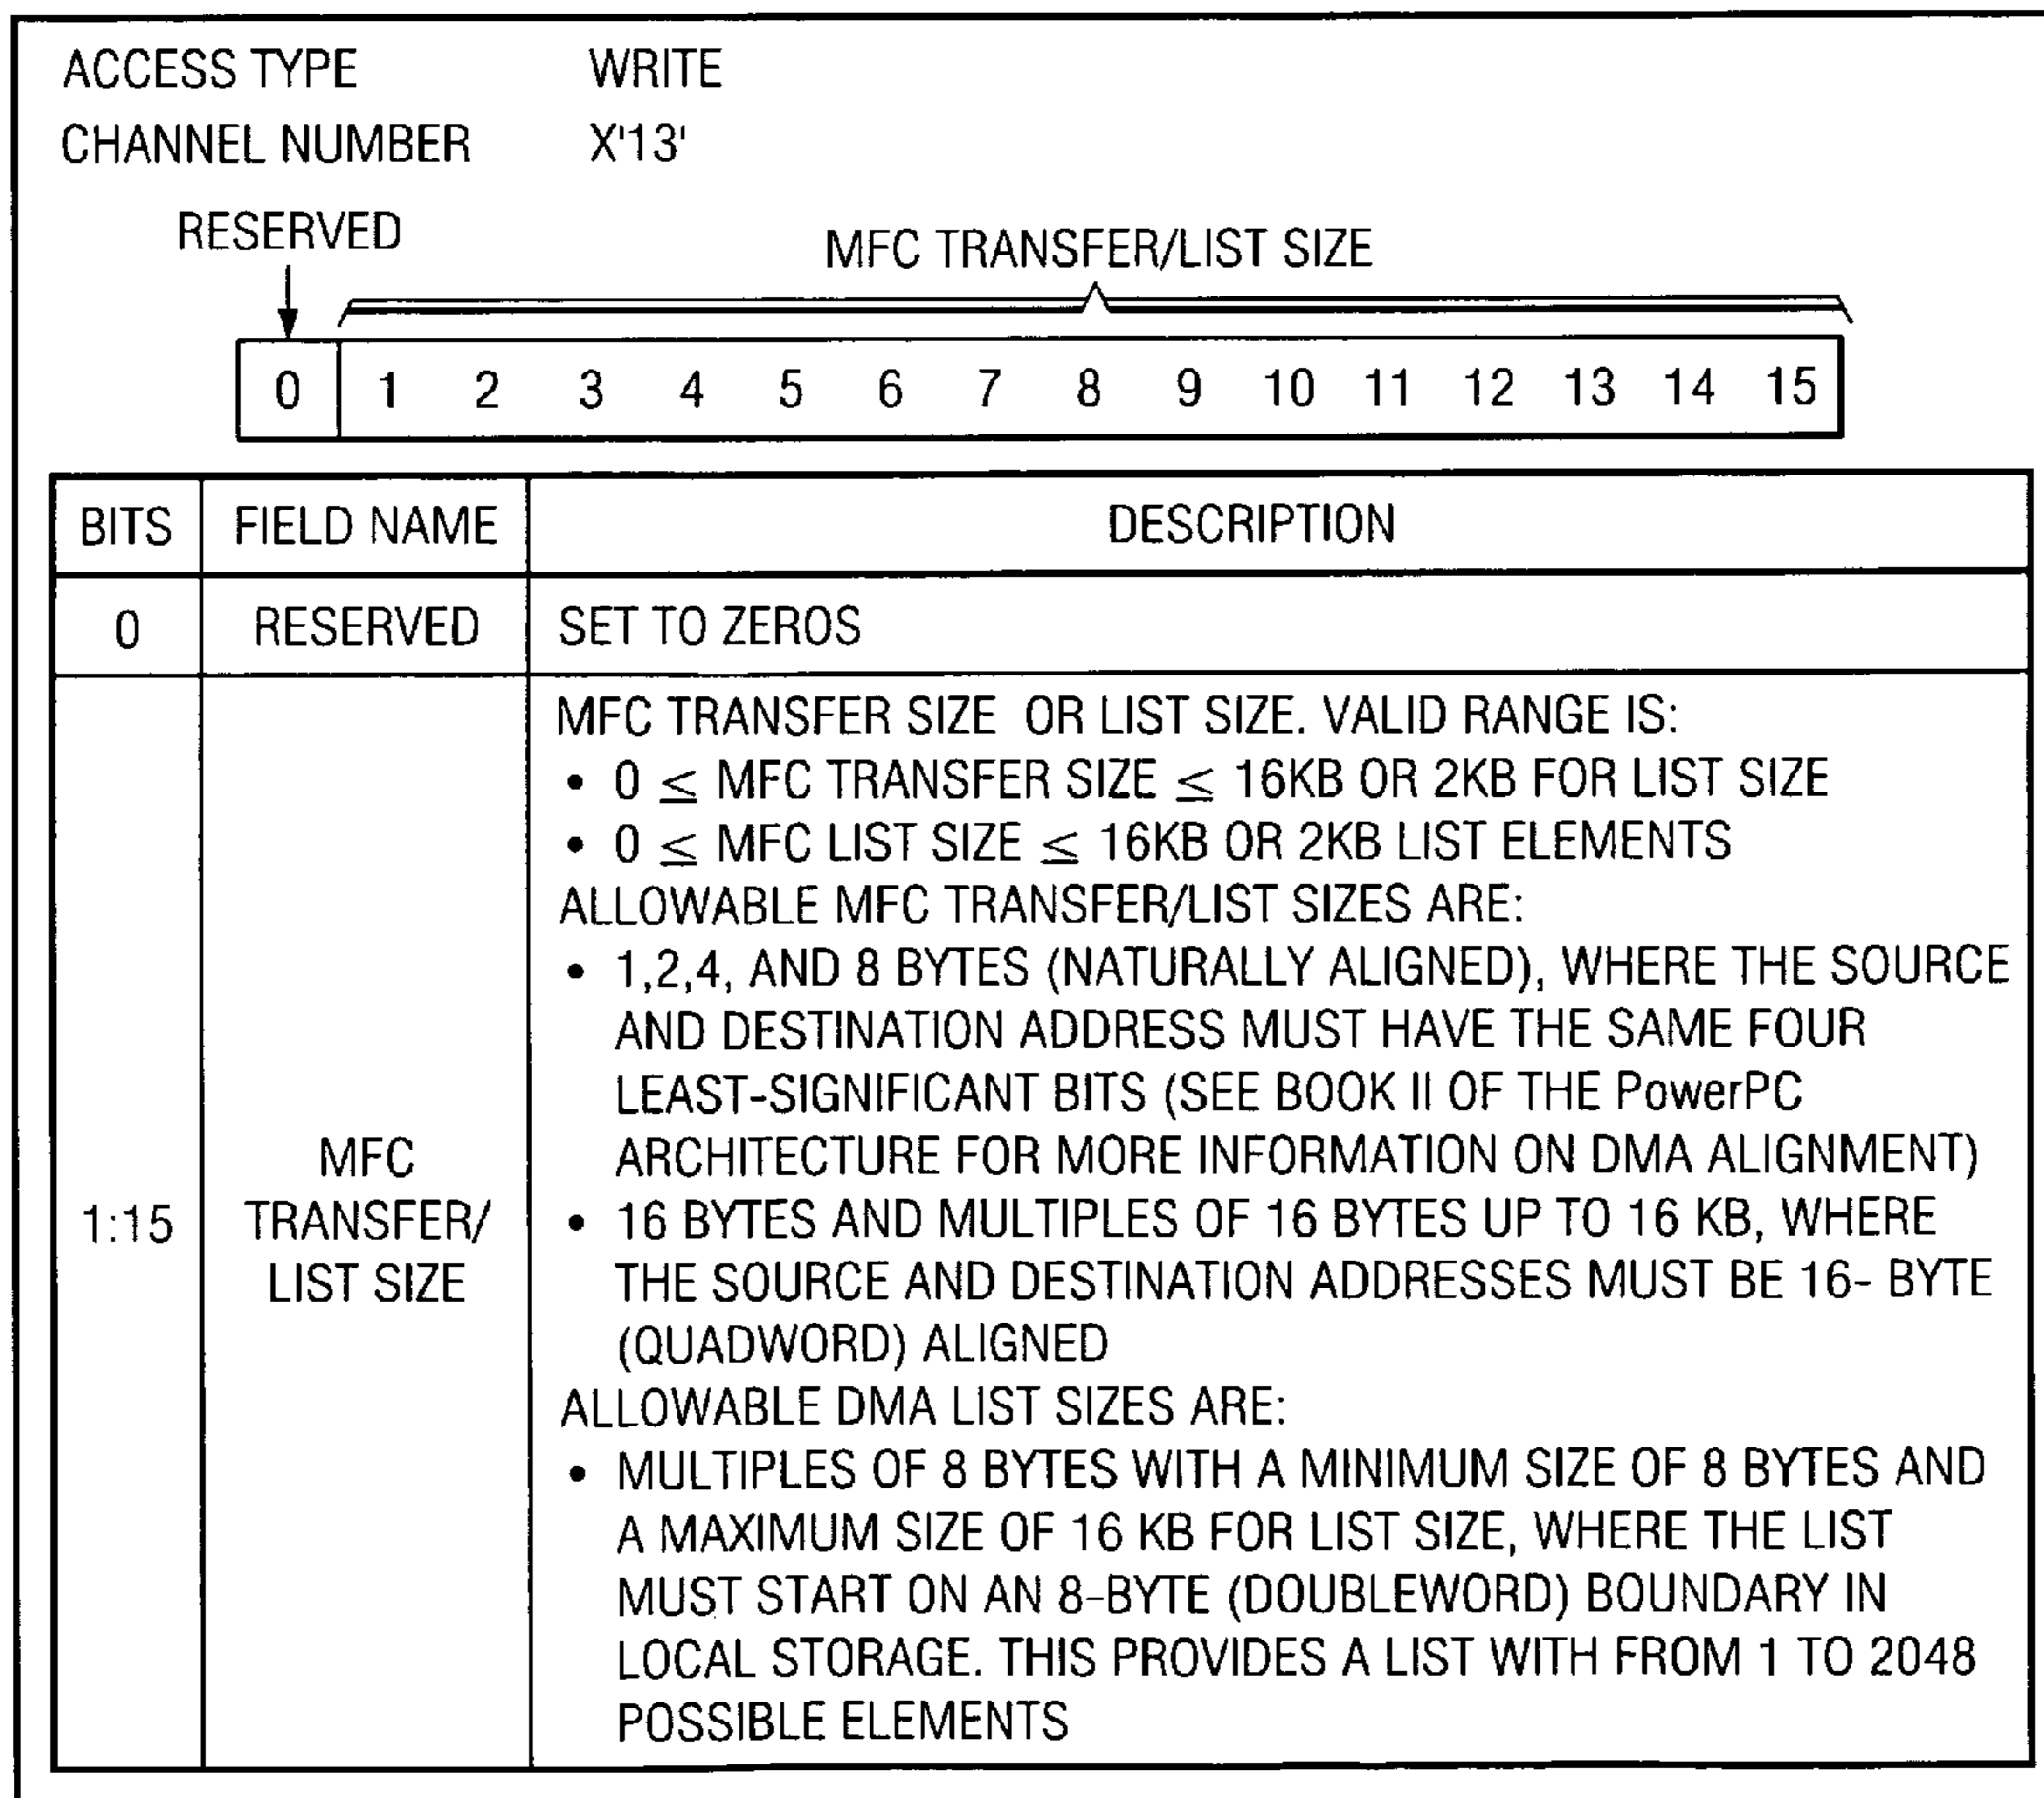 ACCESS TYPE WRITE
CHANNEL NUMBER X'13'
RESERVED
MFC TRANSFER/LIST SIZE
0 1 2 3 4 5 6 7 8 9 10 11 12 13 14 15
BITS FIELD NAME DESCRIPTION
0 RESERVED SET TO ZEROS
MFC TRANSFER SIZE OR LIST SIZE. VALID RANGE IS:
• 0 ≤ MFC TRANSFER SIZE ≤ 16KB OR 2KB FOR LIST SIZE
• 0 ≤ MFC LIST SIZE ≤ 16KB OR 2KB LIST ELEMENTS
ALLOWABLE MFC TRANSFER/LIST SIZES ARE:
• 1,2,4, AND 8 BYTES (NATURALLY ALIGNED), WHERE THE SOURCE
AND DESTINATION ADDRESS MUST HAVE THE SAME FOUR
LEAST-SIGNIFICANT BITS (SEE BOOK II OF THE PowerPC
ARCHITECTURE FOR MORE INFORMATION ON DMA ALIGNMENT)
1:15
MFC
TRANSFER/
LIST SIZE
• 16 BYTES AND MULTIPLES OF 16 BYTES UP TO 16 KB, WHERE
THE SOURCE AND DESTINATION ADDRESSES MUST BE 16- BYTE
(QUADWORD) ALIGNED
ALLOWABLE DMA LIST SIZES ARE:
• MULTIPLES OF 8 BYTES WITH A MINIMUM SIZE OF 8 BYTES AND
A MAXIMUM SIZE OF 16 KB FOR LIST SIZE, WHERE THE LIST
MUST START ON AN 8-BYTE (DOUBLEWORD) BOUNDARY IN
LOCAL STORAGE. THIS PROVIDES A LIST WITH FROM 1 TO 2048
POSSIBLE ELEMENTS